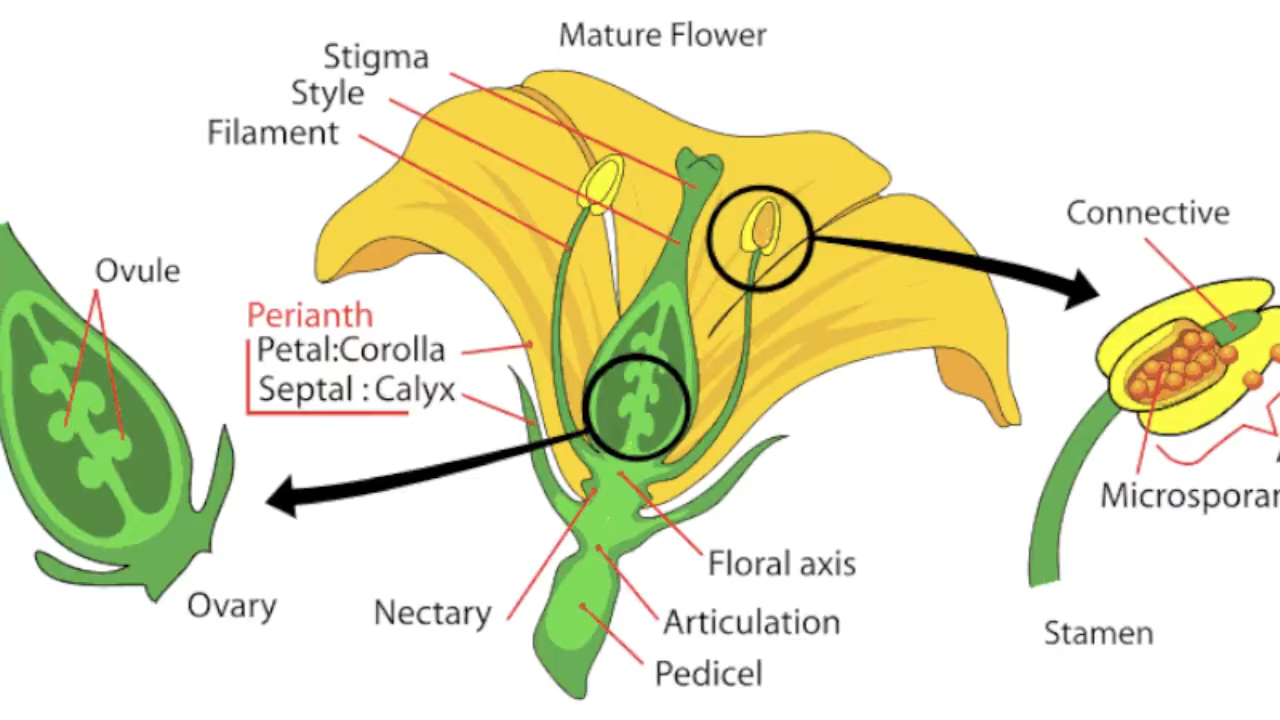 Mature Flower
Stigma
Style
Filament
Connective
Ovule
Perianth
Petal:Corolla
Septal : Calyx
Floral axis
Nectary
Articulation
Pedicel
Ovary
Microsporan
Stamen